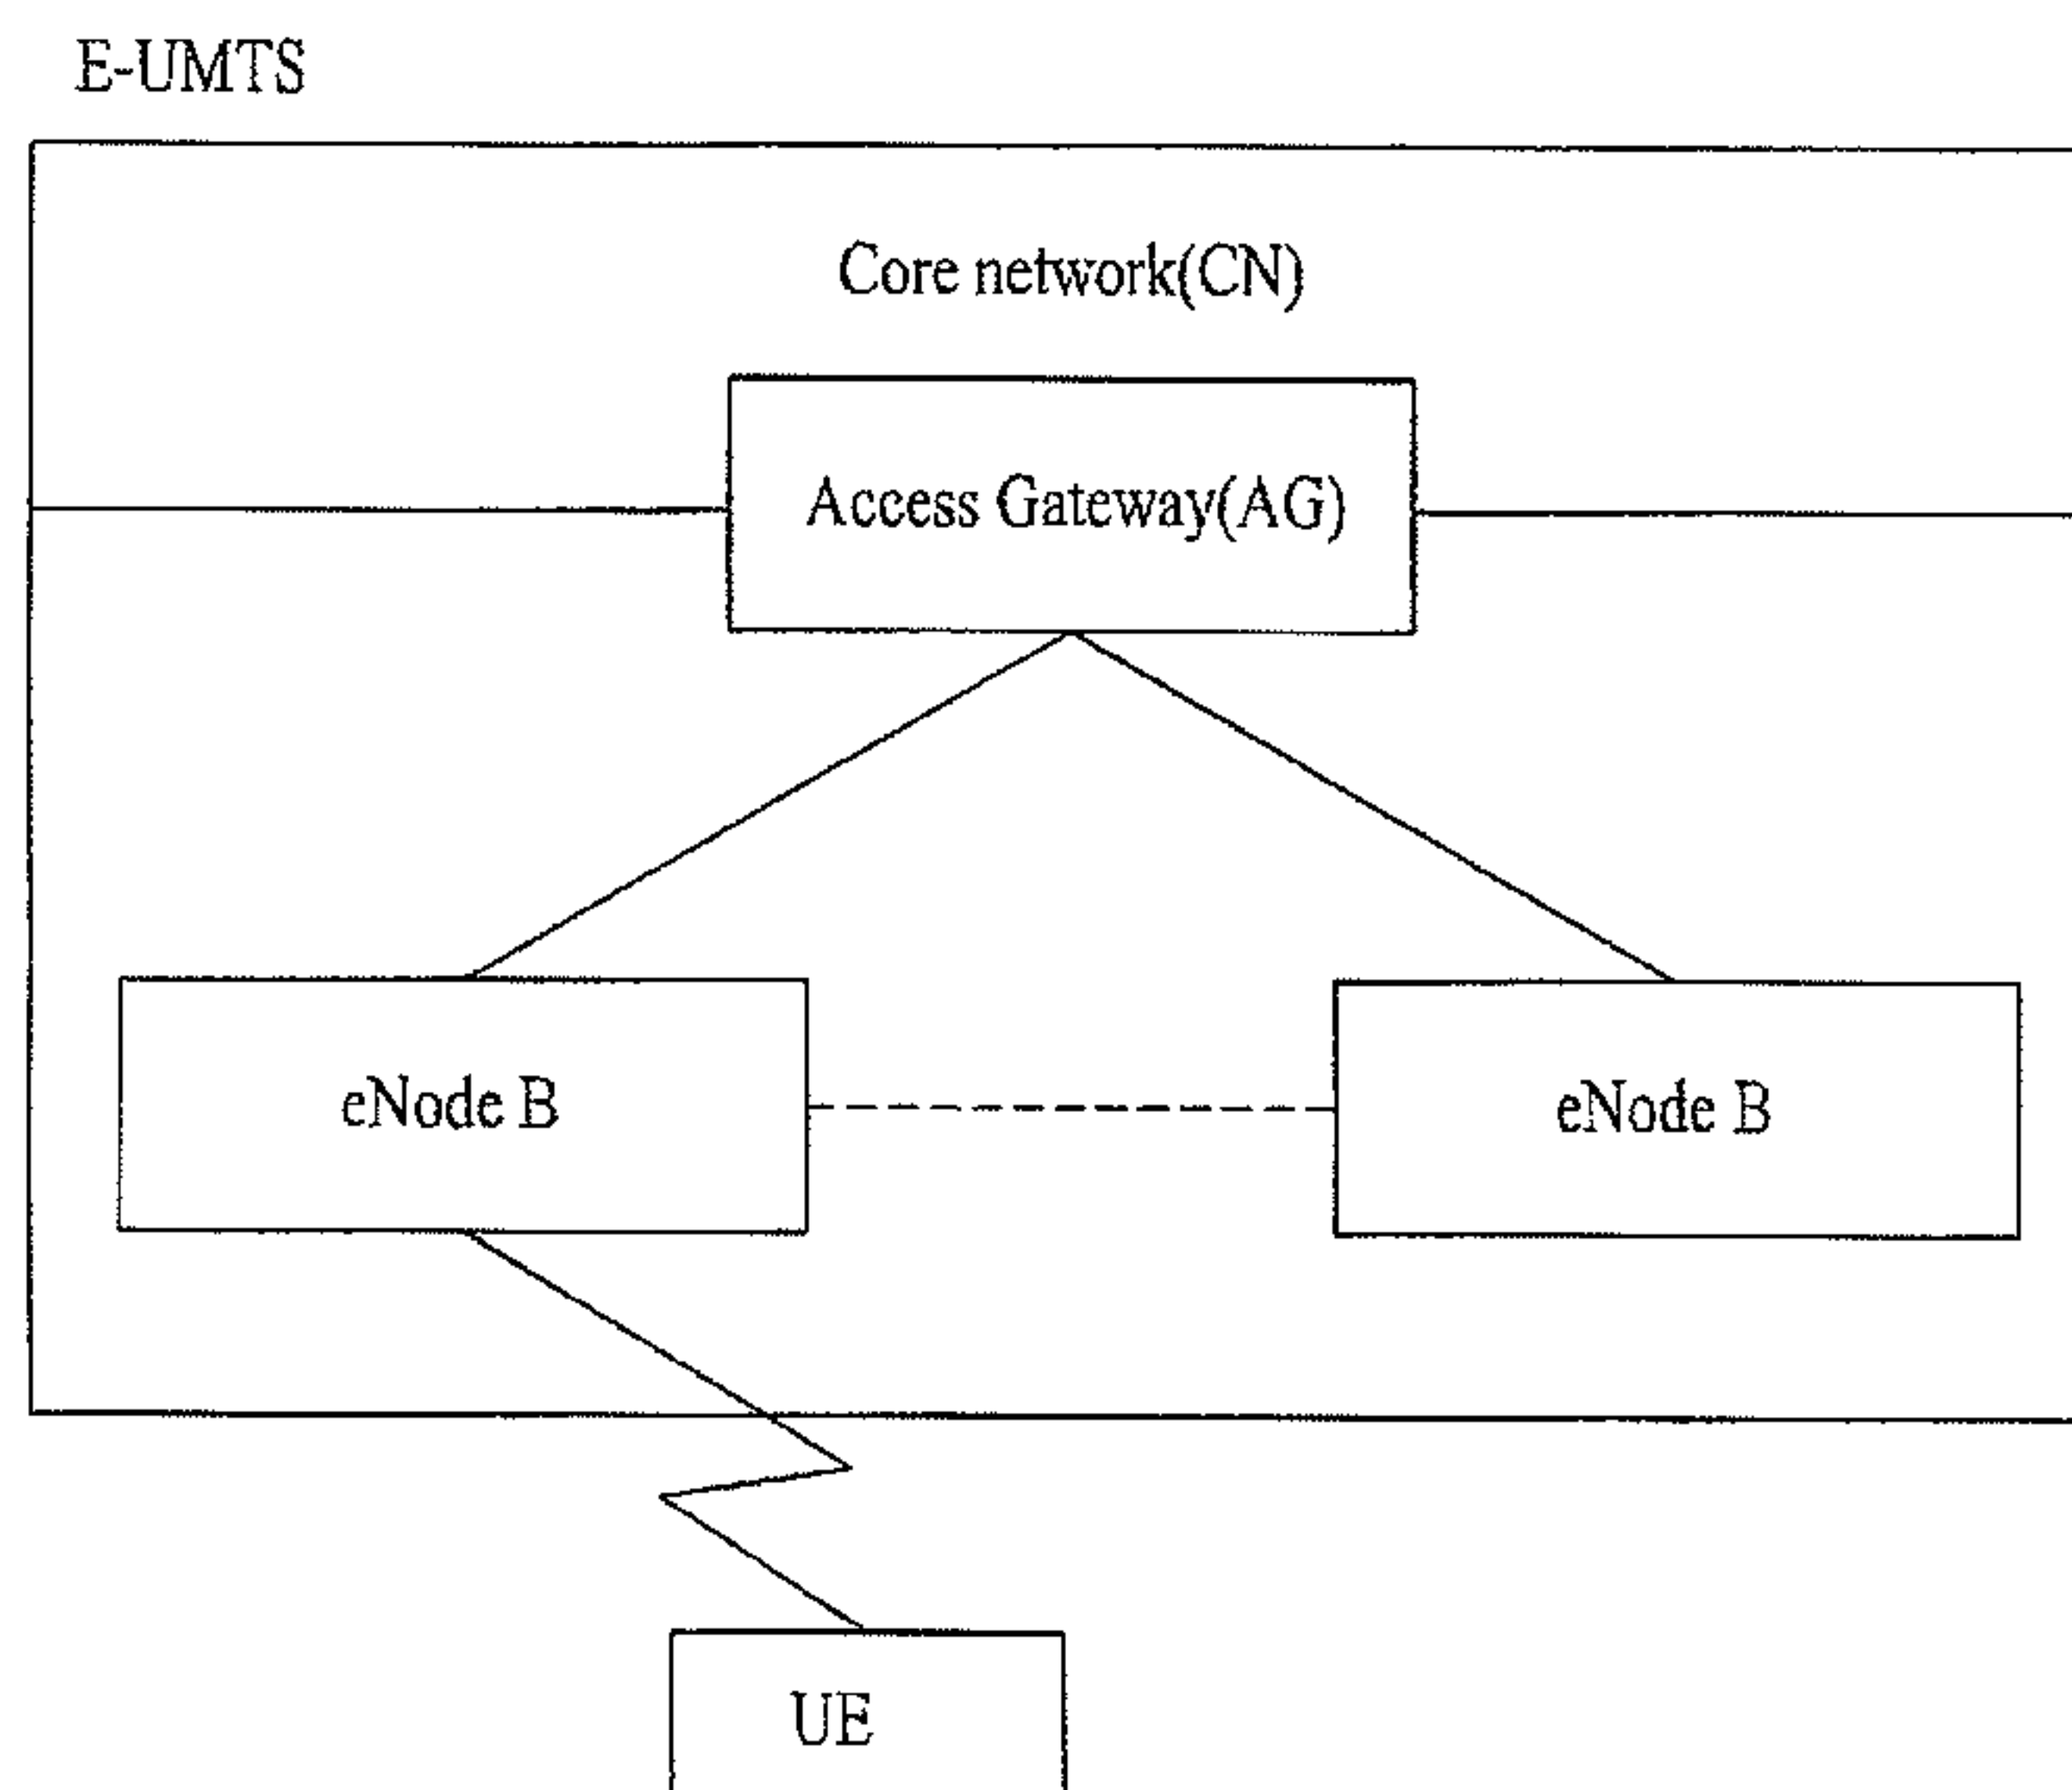 E-UMTS
Core network(CN)
Access Gateway(AG)
eNode B
eNode B
UE